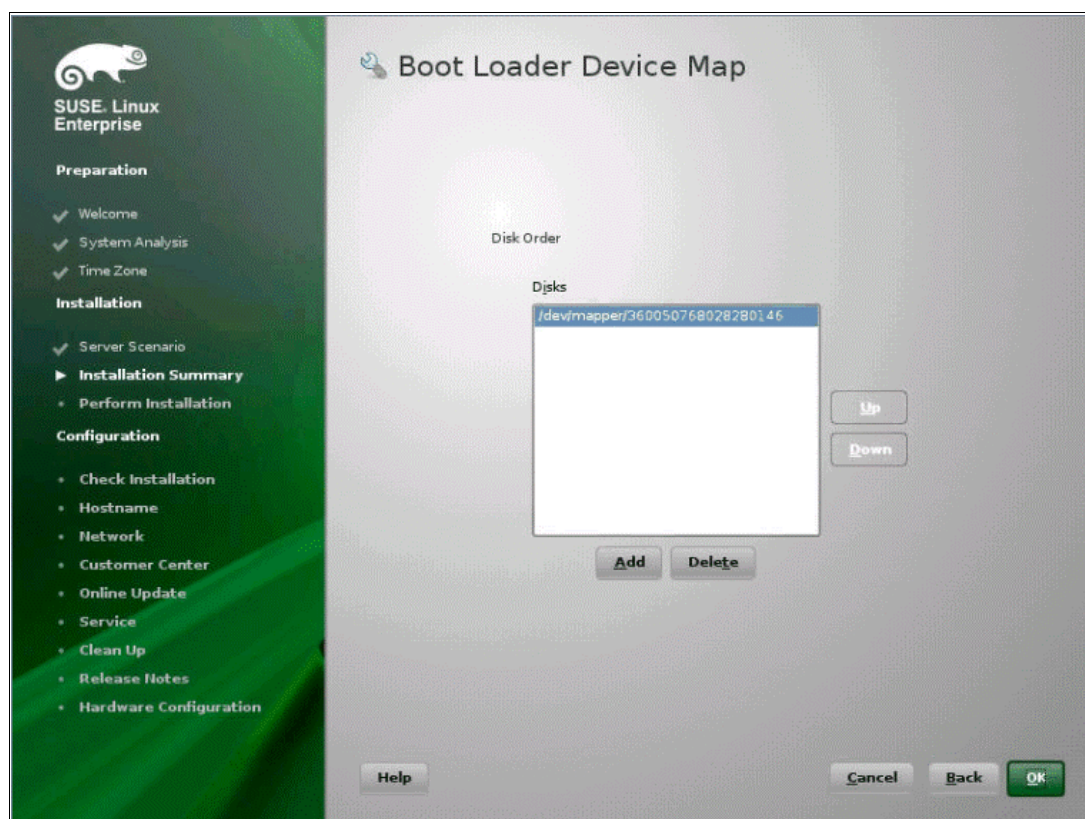 SUSE. Linux
Enterprise
Preparation
Welcome
System Analysis
Time Zone
Installation
Server Scenario
Installation Summary
Perform Installation
Configuration
Check Installation
Hostname
Network
Customer Center
Online Update
Service
Clean Up
Release Notes
Hardware Configuration
Boot Loader Device Map
Disk Order
Disks
/dev/mapper/360050768028280146
Up
Down
Add
Delete
Help
Cancel
Back
OK